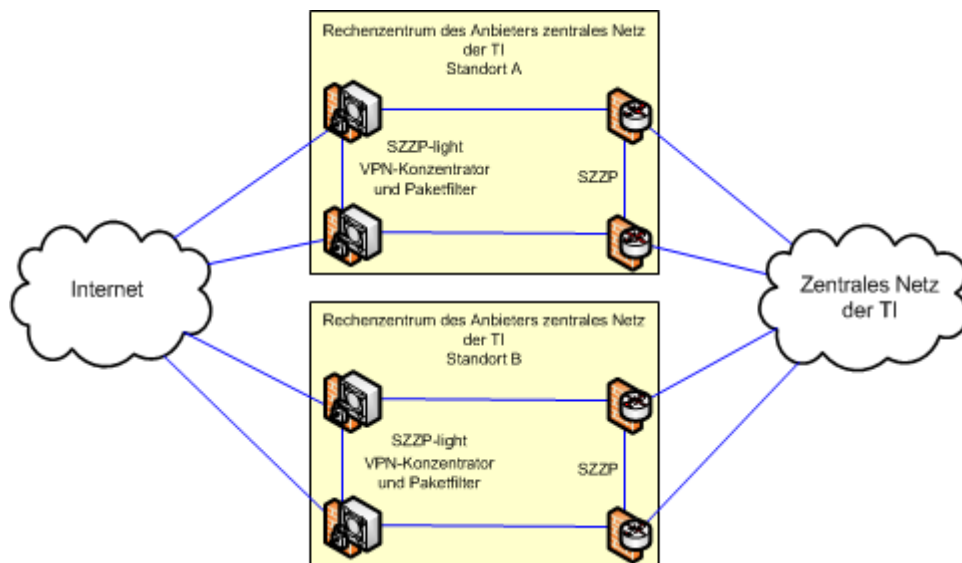 Rechenzentrum des Anbieters zentrales Netz
der TI
Standort A
SZZP-light
VPN-Konzentrator
und Paketfilter
SZZP
Internet
Zentrales Netz
der TI
Rechenzentrum des Anbieters zentrales Netz
der TI
Standort B
SZZP-light
VPN-Konzentrator
und Paketfilter
SZZP